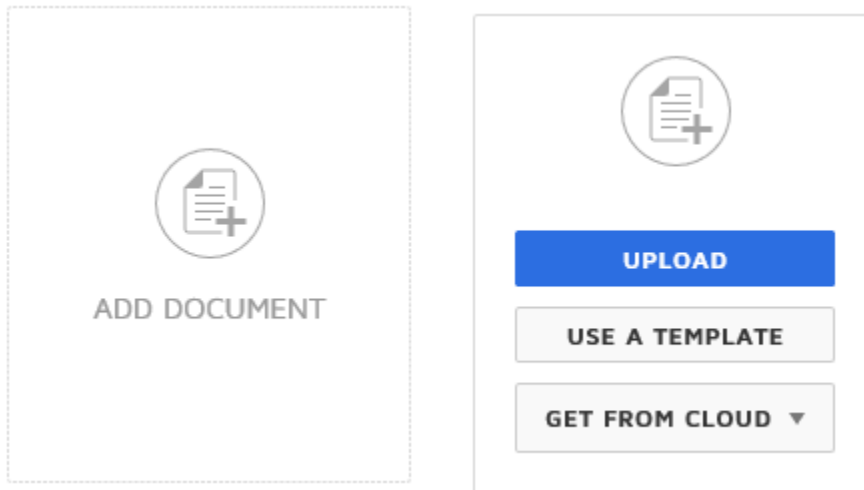 ADD DOCUMENT
UPLOAD
USE A TEMPLATE
GET FROM CLOUD